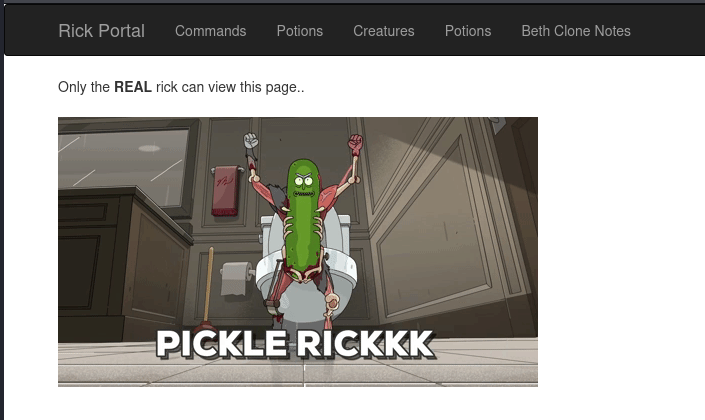 Rick Portal Commands Potions Creatures Potions Beth Clone Notes
Only the REAL rick can view this page..
PICKLE RICKKK